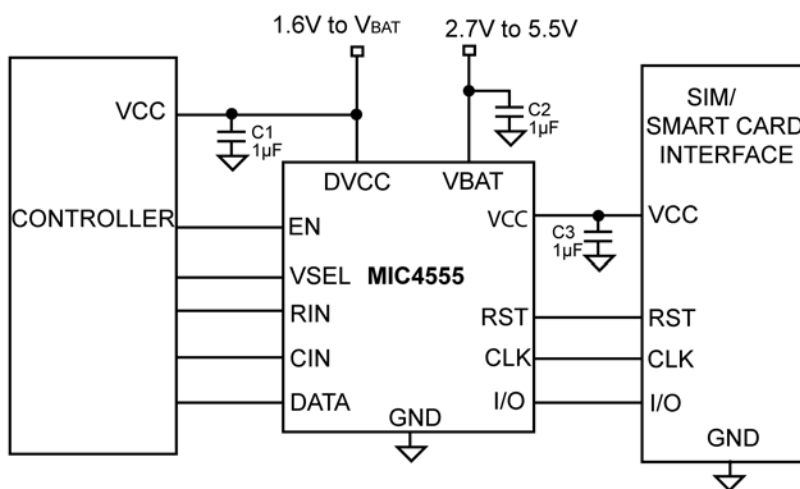 1.6V to VBAT
2.7V to 5.5V
VCC
C1
1µF
C2
1µF
SIM/
SMART CARD
INTERFACE
DVCC
VBAT
CONTROLLER
EN
VCC
C3
1µF
VCC
VSEL
MIC4555
RIN
RST
RST
CIN
CLK
CLK
DATA
I/O
I/O
GND
GND